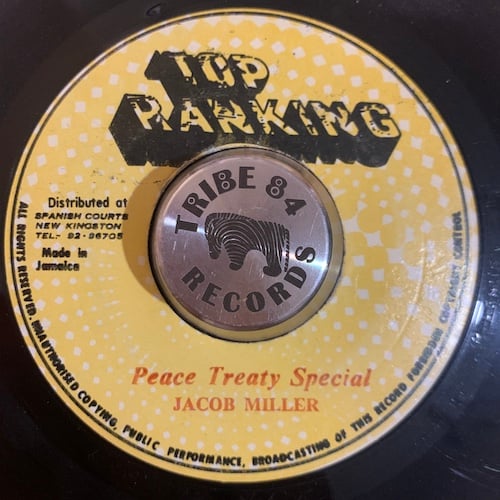 TOP
RANKING
Distributed at
SPANISH COURTS
NEW KINGSTON
TEL:- 92-96705
Made in
Jamaica
TRIBE 84
RECORDS
Peace Treaty Special
JACOB MILLER
ALL RIGHTS RESERVED. UNAUTHORISED COPYING, PUBLIC PERFORMANCE, BROADCASTING OF THIS RECORD FORBIDDEN COPYRIGHT CONTROL